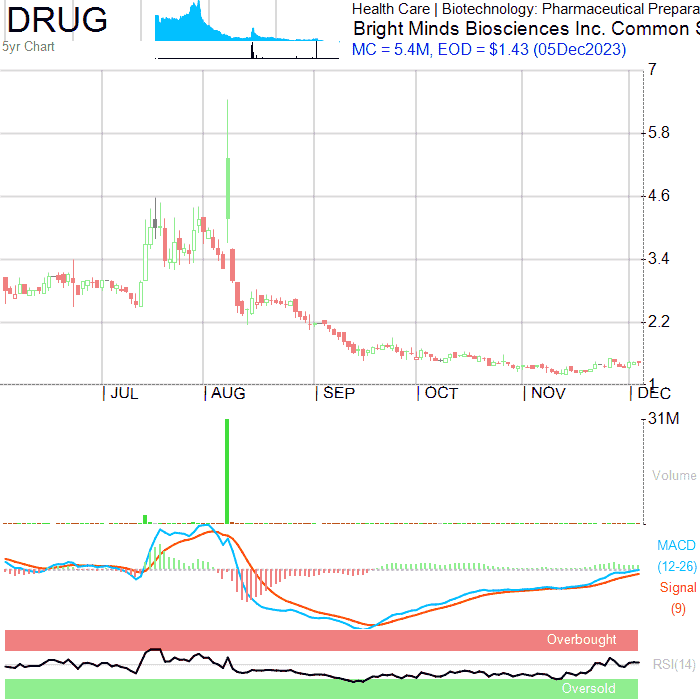 DRUG
5yr Chart
Health Care | Biotechnology: Pharmaceutical Prepara
Bright Minds Biosciences Inc. Common S
MC = 5.4M, EOD = $1.43 (05Dec2023)
7
5.8
4.6
3.4
2.2
1
JUL AUG SEP OCT NOV DEC
31M
Volume
MACD
(12-26)
Signal
(9)
Overbought
RSI(14)
Oversold